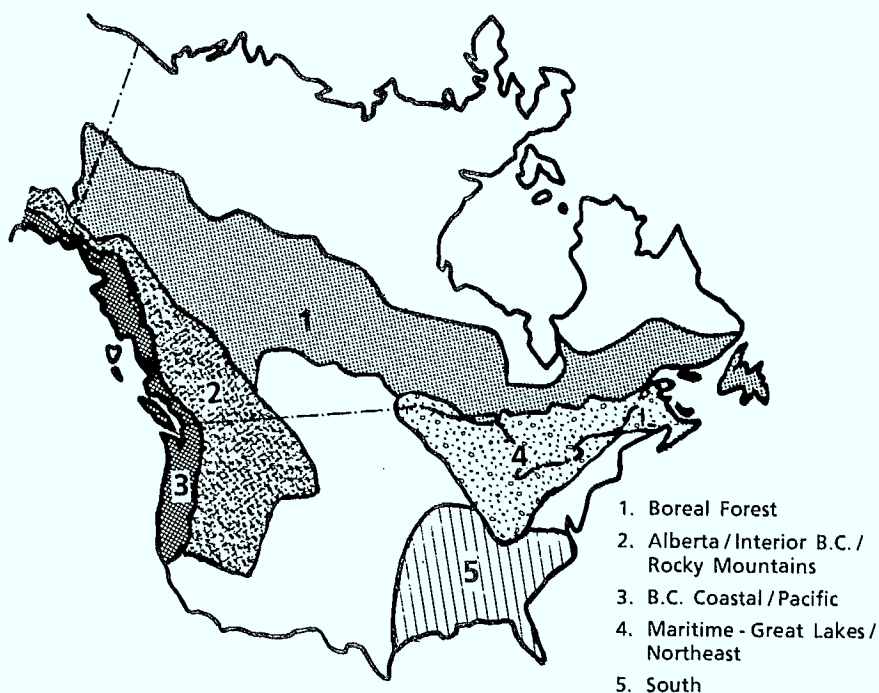 1
2
3
4
5
1. Boreal Forest
2. Alberta / Interior B.C. /
Rocky Mountains
3. B.C. Coastal / Pacific
4. Maritime - Great Lakes /
Northeast
5. South